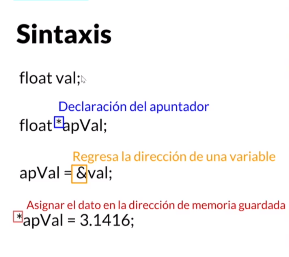 Sintaxis
float val;
Declaración del apuntador
float *apVal;
Regresa la dirección de una variable
apVal = &val;
Asignar el dato en la dirección de memoria guardada
*apVal = 3.1416;